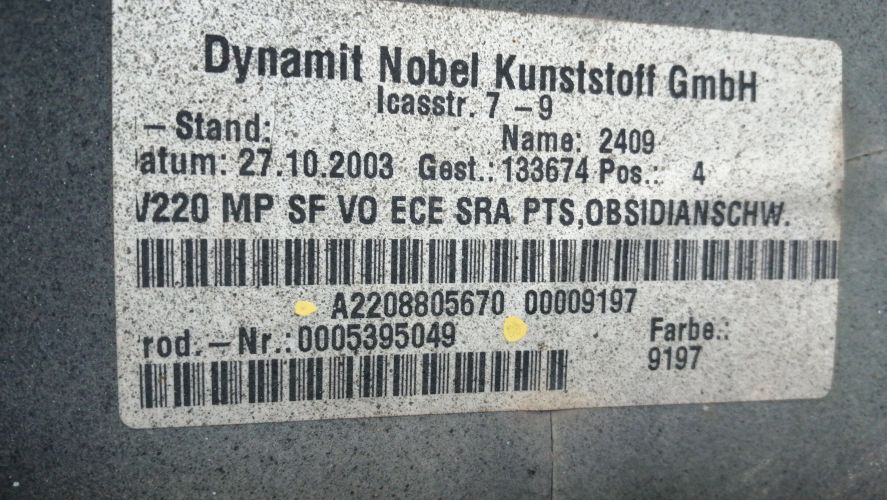 Dynamit Nobel Kunststoff GmbH
Icasstr. 7 -9
-Stand: Name: 2409
atum: 27.10.2003 Gest.: 133674 Pos.: 4
V220 MP SF VO ECE SRA PTS,OBSIDIANSCHW.
A2208805670 00009197
rod.-Nr.:0005395049 Farbe.:
9197